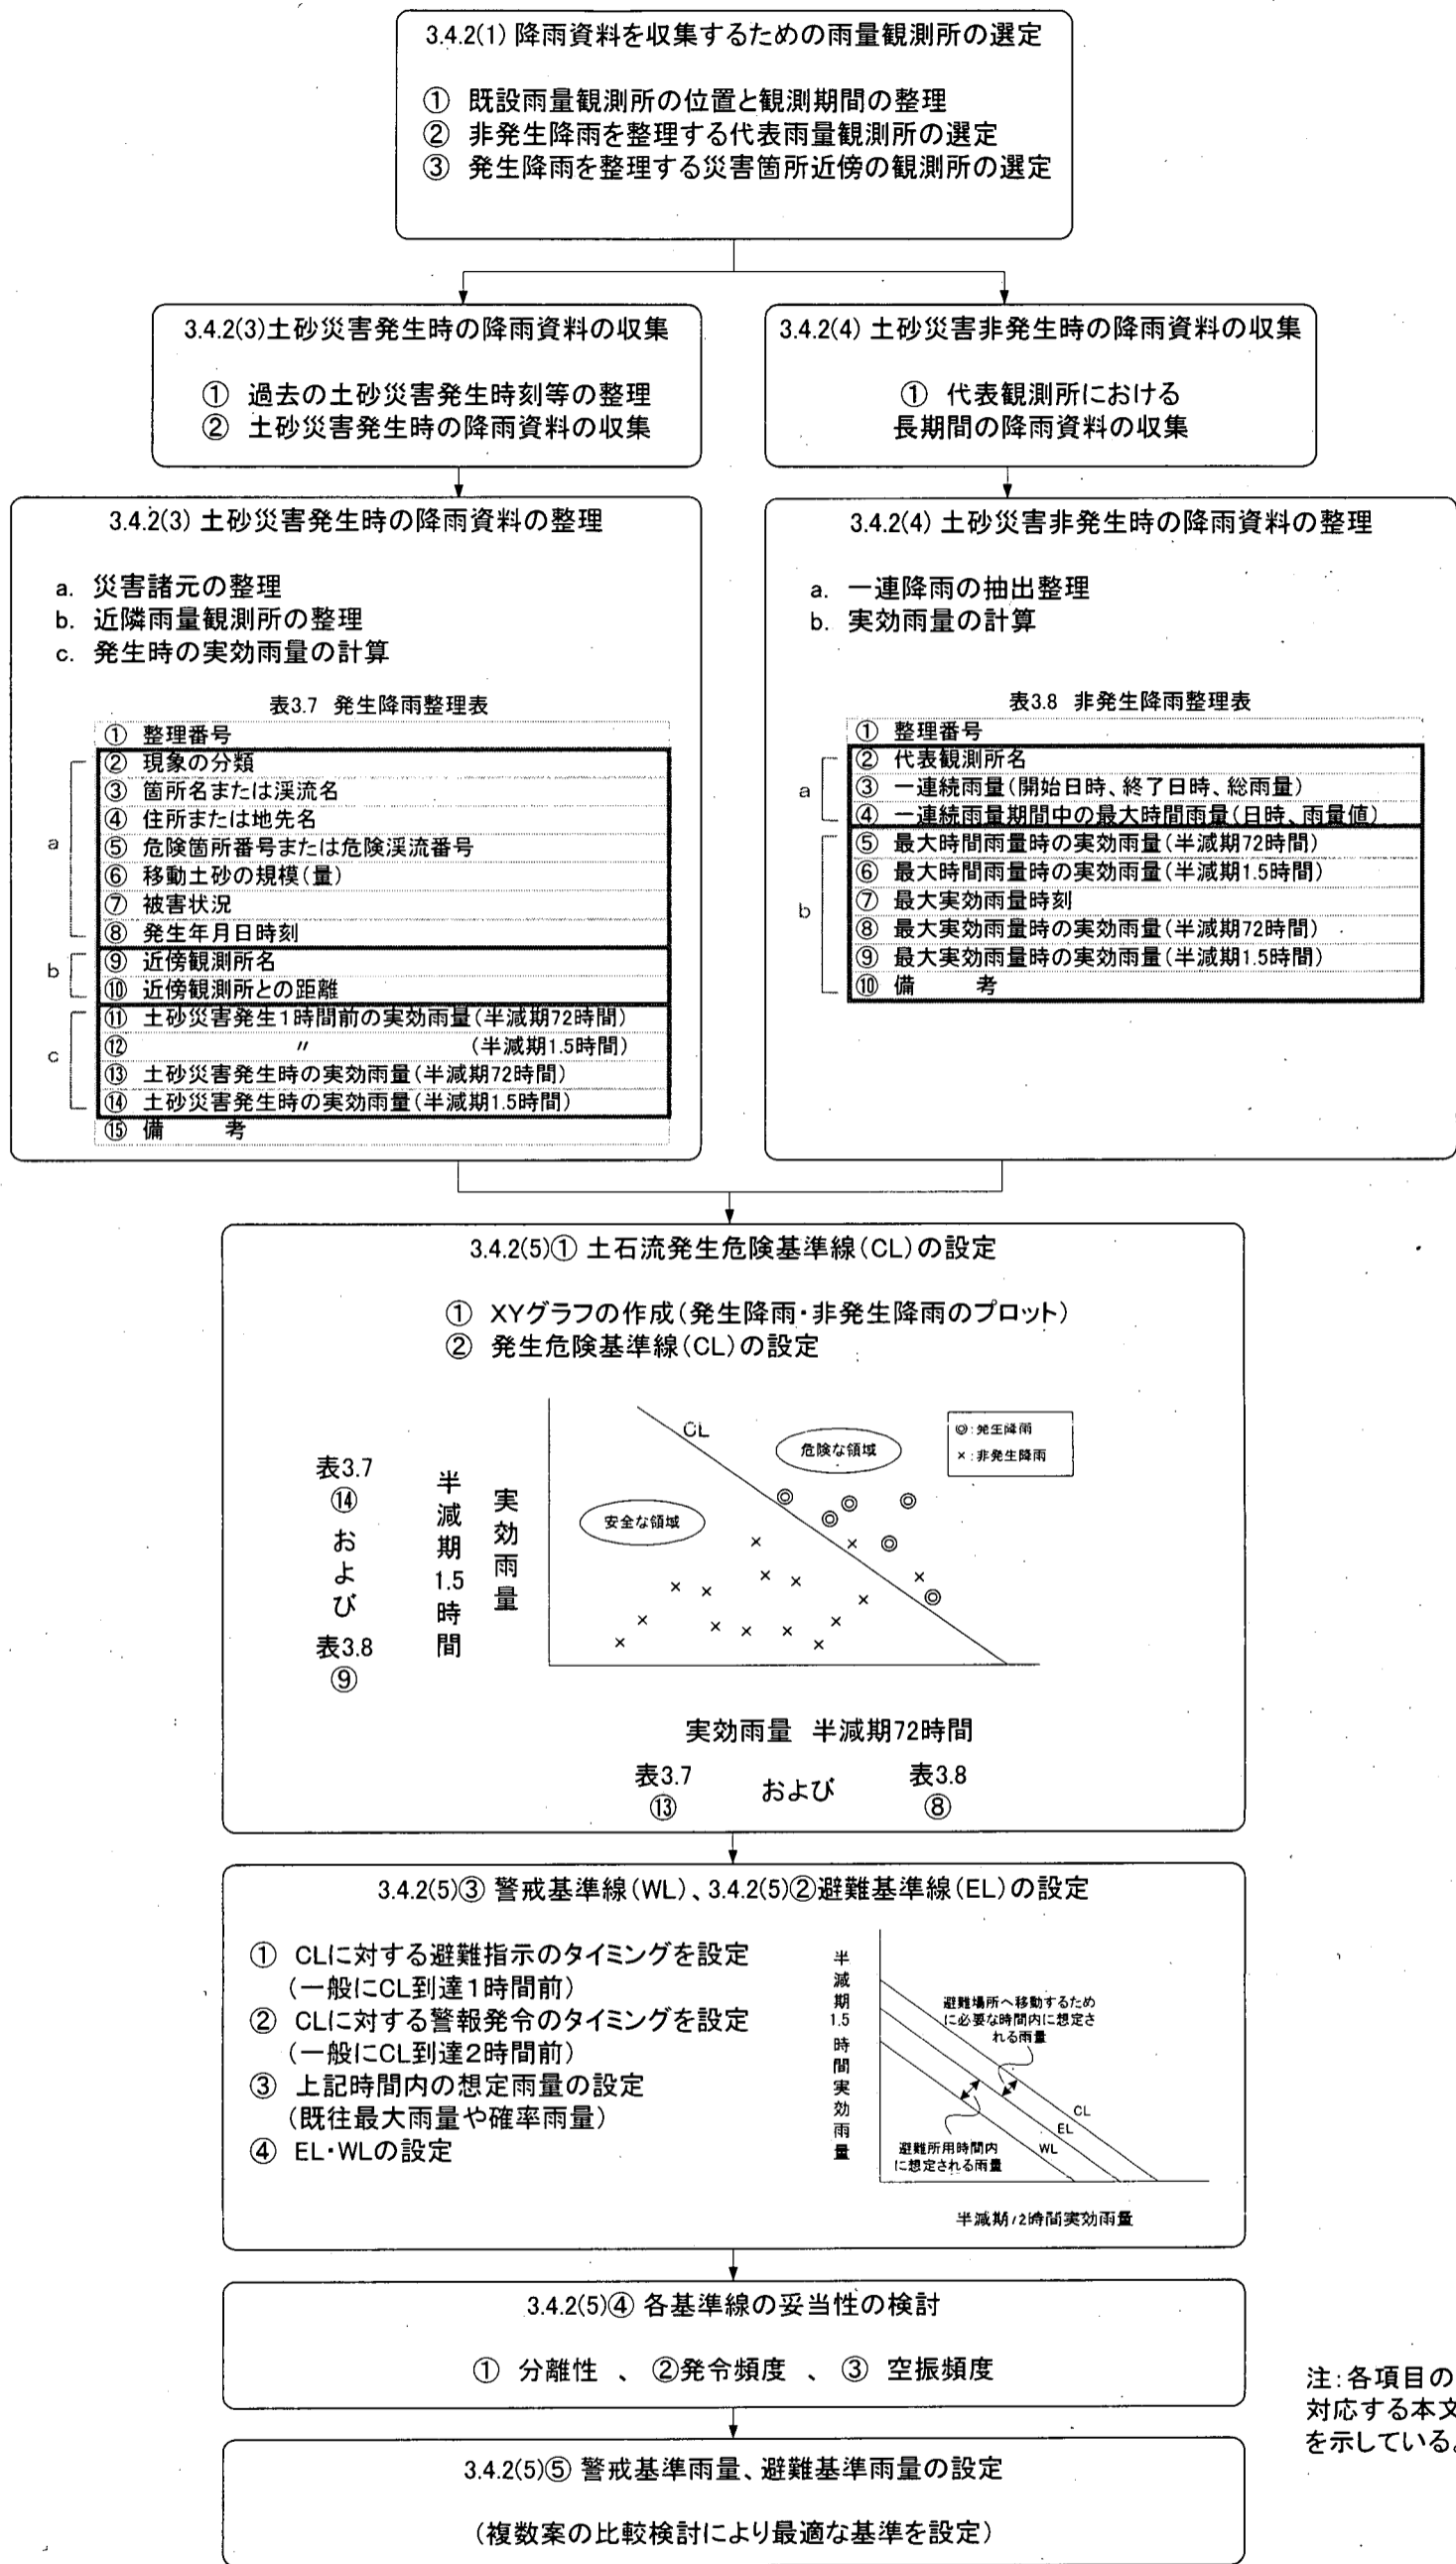 3.4.2(1) 降雨資料を収集するための雨量観測所の選定
① 既設雨量観測所の位置と観測期間の整理
② 非発生降雨を整理する代表雨量観測所の選定
③ 発生降雨を整理する災害箇所近傍の観測所の選定
3.4.2(3)土砂災害発生時の降雨資料の収集
① 過去の土砂災害発生時刻等の整理
② 土砂災害発生時の降雨資料の収集
3.4.2(4) 土砂災害非発生時の降雨資料の収集
① 代表観測所における
長期間の降雨資料の収集
3.4.2(3) 土砂災害発生時の降雨資料の整理
a. 災害諸元の整理
b. 近隣雨量観測所の整理
c. 発生時の実効雨量の計算
表3.7 発生降雨整理表
① 整理番号
② 現象の分類
③ 箇所名または渓流名
④ 住所または地先名
⑤ 危険箇所番号または危険渓流番号
⑥ 移動土砂の規模(量)
⑦ 被害状況
⑧ 発生年月日時刻
⑨ 近傍観測所名
⑩ 近傍観測所との距離
⑪ 土砂災害発生1時間前の実効雨量(半減期72時間)
⑫ 〃 (半減期1.5時間)
⑬ 土砂災害発生時の実効雨量(半減期72時間)
⑭ 土砂災害発生時の実効雨量(半減期1.5時間)
⑮ 備 考
a
b
c
3.4.2(4) 土砂災害非発生時の降雨資料の整理
a. 一連降雨の抽出整理
b. 実効雨量の計算
表3.8 非発生降雨整理表
① 整理番号
② 代表観測所名
③ 一連続雨量(開始日時、終了日時、総雨量)
④ 一連続雨量期間中の最大時間雨量(日時、雨量値)
⑤ 最大時間雨量時の実効雨量(半減期72時間)
⑥ 最大時間雨量時の実効雨量(半減期1.5時間)
⑦ 最大実効雨量時刻
⑧ 最大実効雨量時の実効雨量(半減期72時間)
⑨ 最大実効雨量時の実効雨量(半減期1.5時間)
⑩ 備 考
a
b
3.4.2(5)① 土石流発生危険基準線(CL)の設定
① XYグラフの作成(発生降雨・非発生降雨のプロット)
② 発生危険基準線(CL)の設定
表3.7
⑭
および
表3.8
⑨
半減期1.5時間
実効雨量
CL
危険な領域
安全な領域
◎:発生降雨
×:非発生降雨
実効雨量 半減期72時間
表3.7 および 表3.8
⑬ ⑧
3.4.2(5)③ 警戒基準線(WL)、3.4.2(5)②避難基準線(EL)の設定
① CLに対する避難指示のタイミングを設定
(一般にCL到達1時間前)
② CLに対する警報発令のタイミングを設定
(一般にCL到達2時間前)
③ 上記時間内の想定雨量の設定
(既往最大雨量や確率雨量)
④ EL・WLの設定
半減期1.5時間実効雨量
避難場所へ移動するため
に必要な時間内に想定さ
れる雨量
CL
EL
WL
避難所用時間内
に想定される雨量
半減期72時間実効雨量
3.4.2(5)④ 各基準線の妥当性の検討
① 分離性 、 ②発令頻度 、 ③ 空振頻度
注:各項目の
対応する本文
を示している。
3.4.2(5)⑤ 警戒基準雨量、避難基準雨量の設定
(複数案の比較検討により最適な基準を設定)